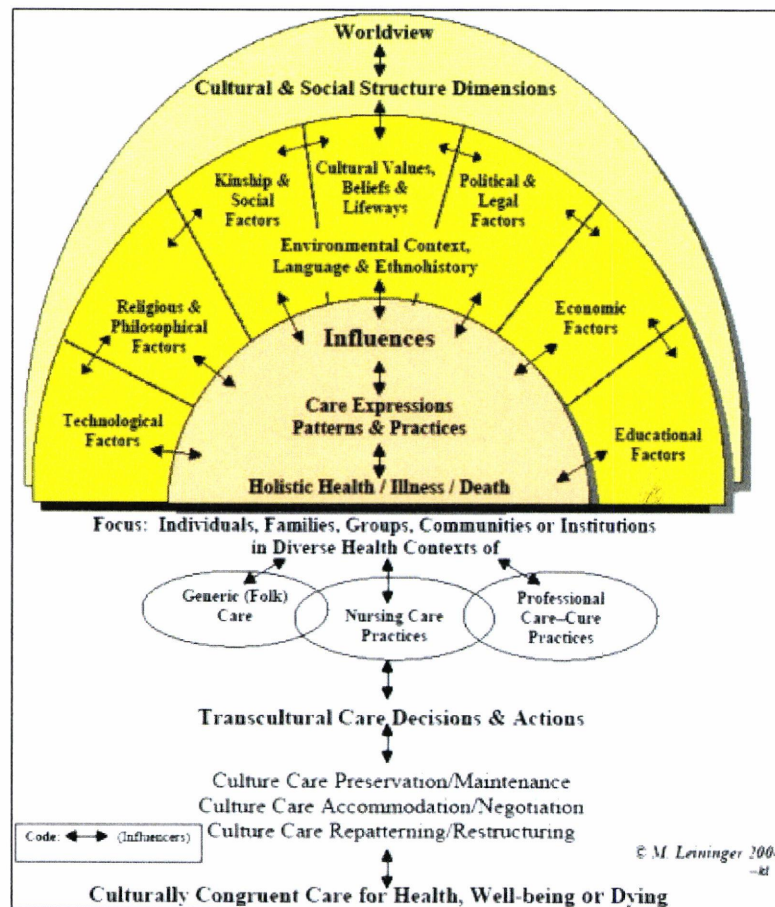 Worldview
Cultural & Social Structure Dimensions
Kinship &
Social
Factors
Cultural Values,
Beliefs &
Lifeways
Political &
Legal
Factors
Environmental Context,
Language & Ethnohistory
Religious &
Philosophical
Factors
Economic
Factors
Technological
Factors
Educational
Factors
Influences
Care Expressions
Patterns & Practices
Holistic Health / Illness / Death
Focus: Individuals, Families, Groups, Communities or Institutions
in Diverse Health Contexts of
Generic (Folk)
Care
Nursing Care
Practices
Professional
Care–Cure
Practices
Transcultural Care Decisions & Actions
Culture Care Preservation/Maintenance
Culture Care Accommodation/Negotiation
Culture Care Repatterning/Restructuring
Code: (Influencers)
© M. Leininger
Culturally Congruent Care for Health, Well-being or Dying